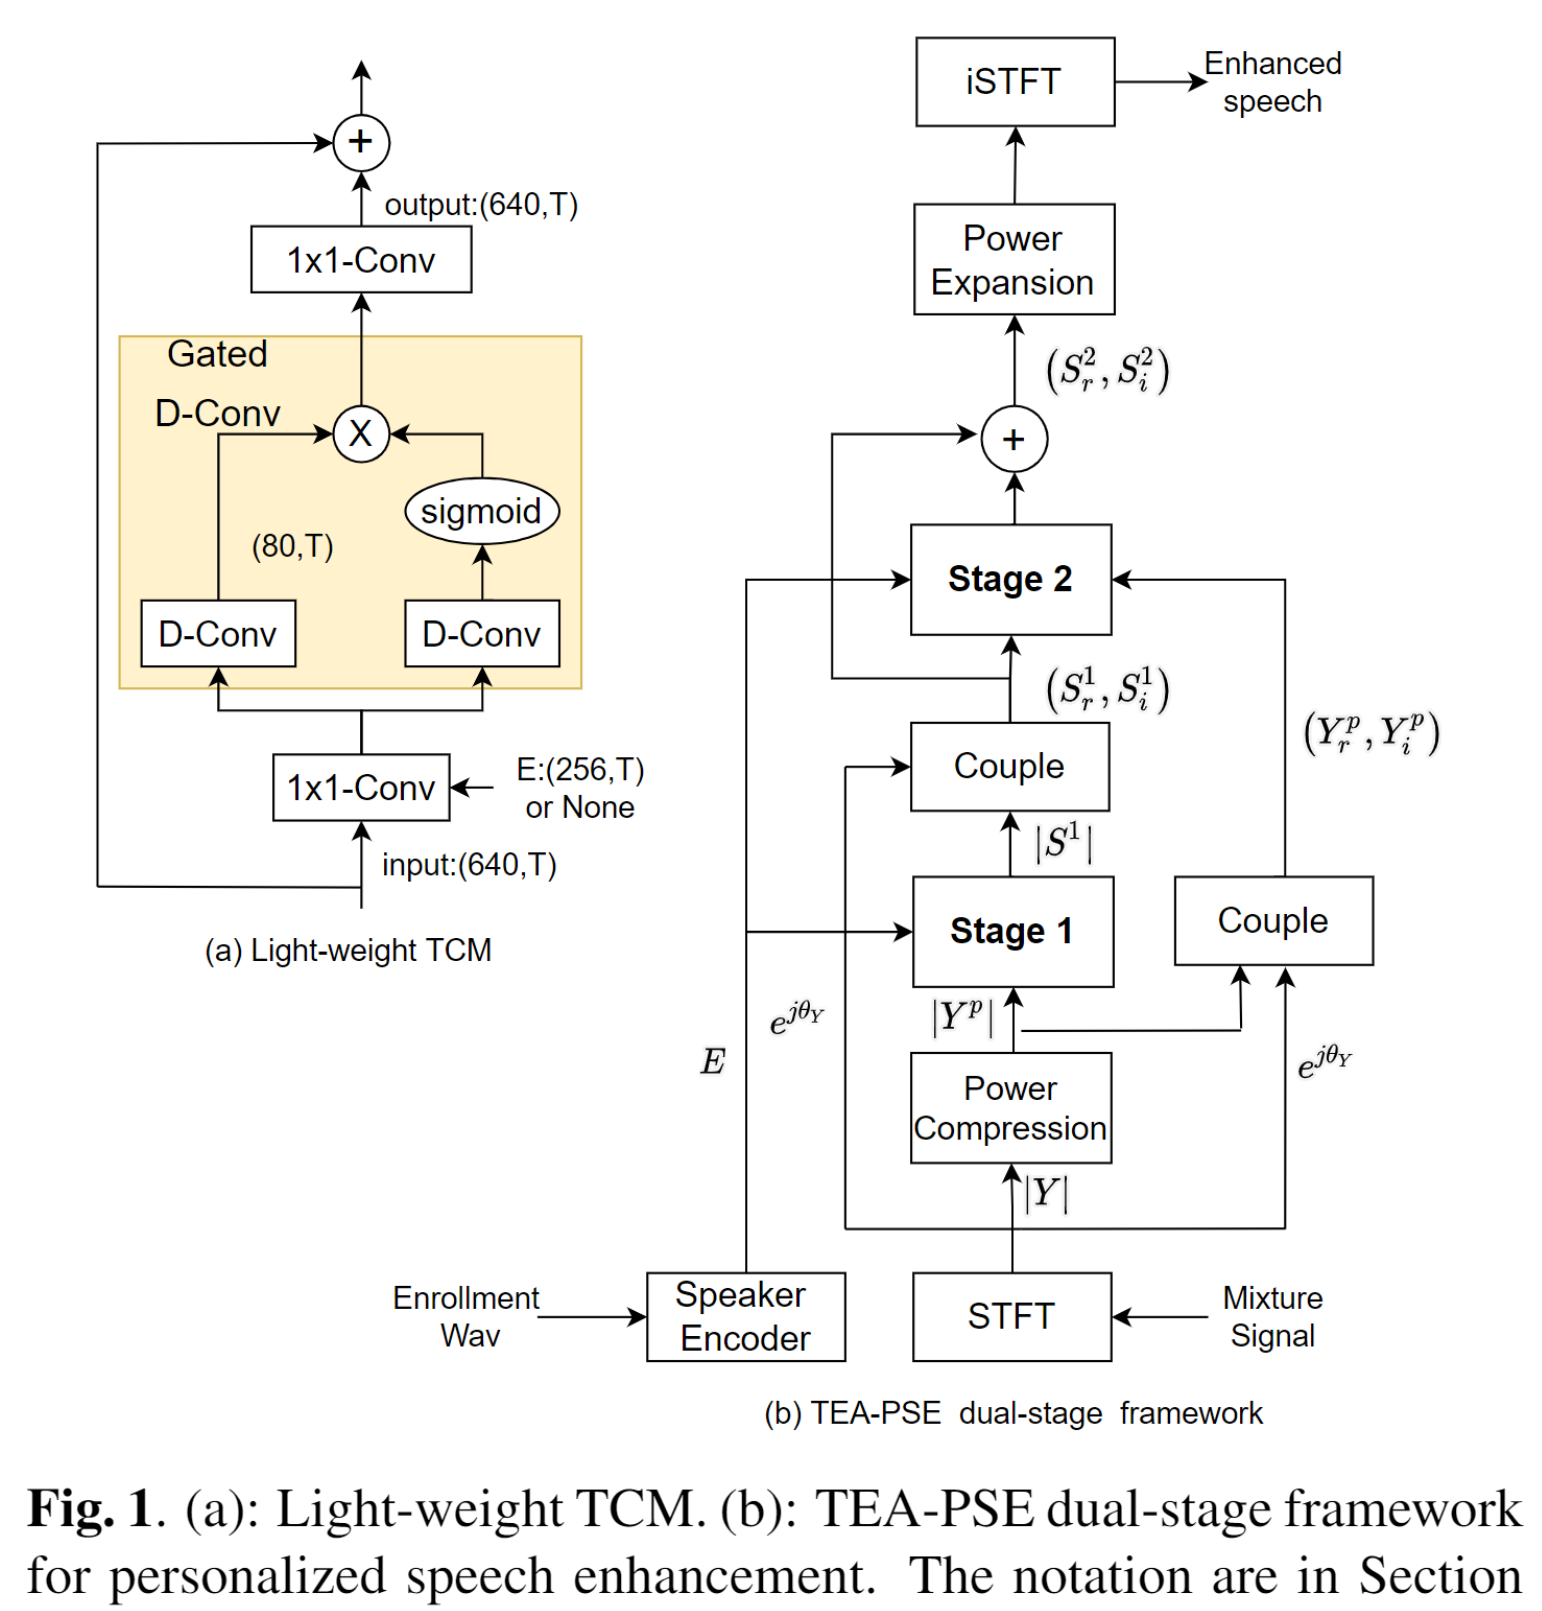 +
output:(640,T)
1x1-Conv
Gated
D-Conv
X
sigmoid
(80,T)
D-Conv
D-Conv
1x1-Conv
E:(256,T)
or None
input:(640,T)
(a) Light-weight TCM
iSTFT
Enhanced
speech
Power
Expansion
(S_r^2, S_i^2)
+
Stage 2
(S_r^1, S_i^1)
(Y_r^p, Y_i^p)
Couple
|S^1|
Stage 1
Couple
|Y^p|
e^{jθ_Y}
e^{jθ_Y}
E
Power
Compression
|Y|
Enrollment
Wav
Speaker
Encoder
STFT
Mixture
Signal
(b) TEA-PSE dual-stage framework
Fig. 1. (a): Light-weight TCM. (b): TEA-PSE dual-stage framework
for personalized speech enhancement. The notation are in Section